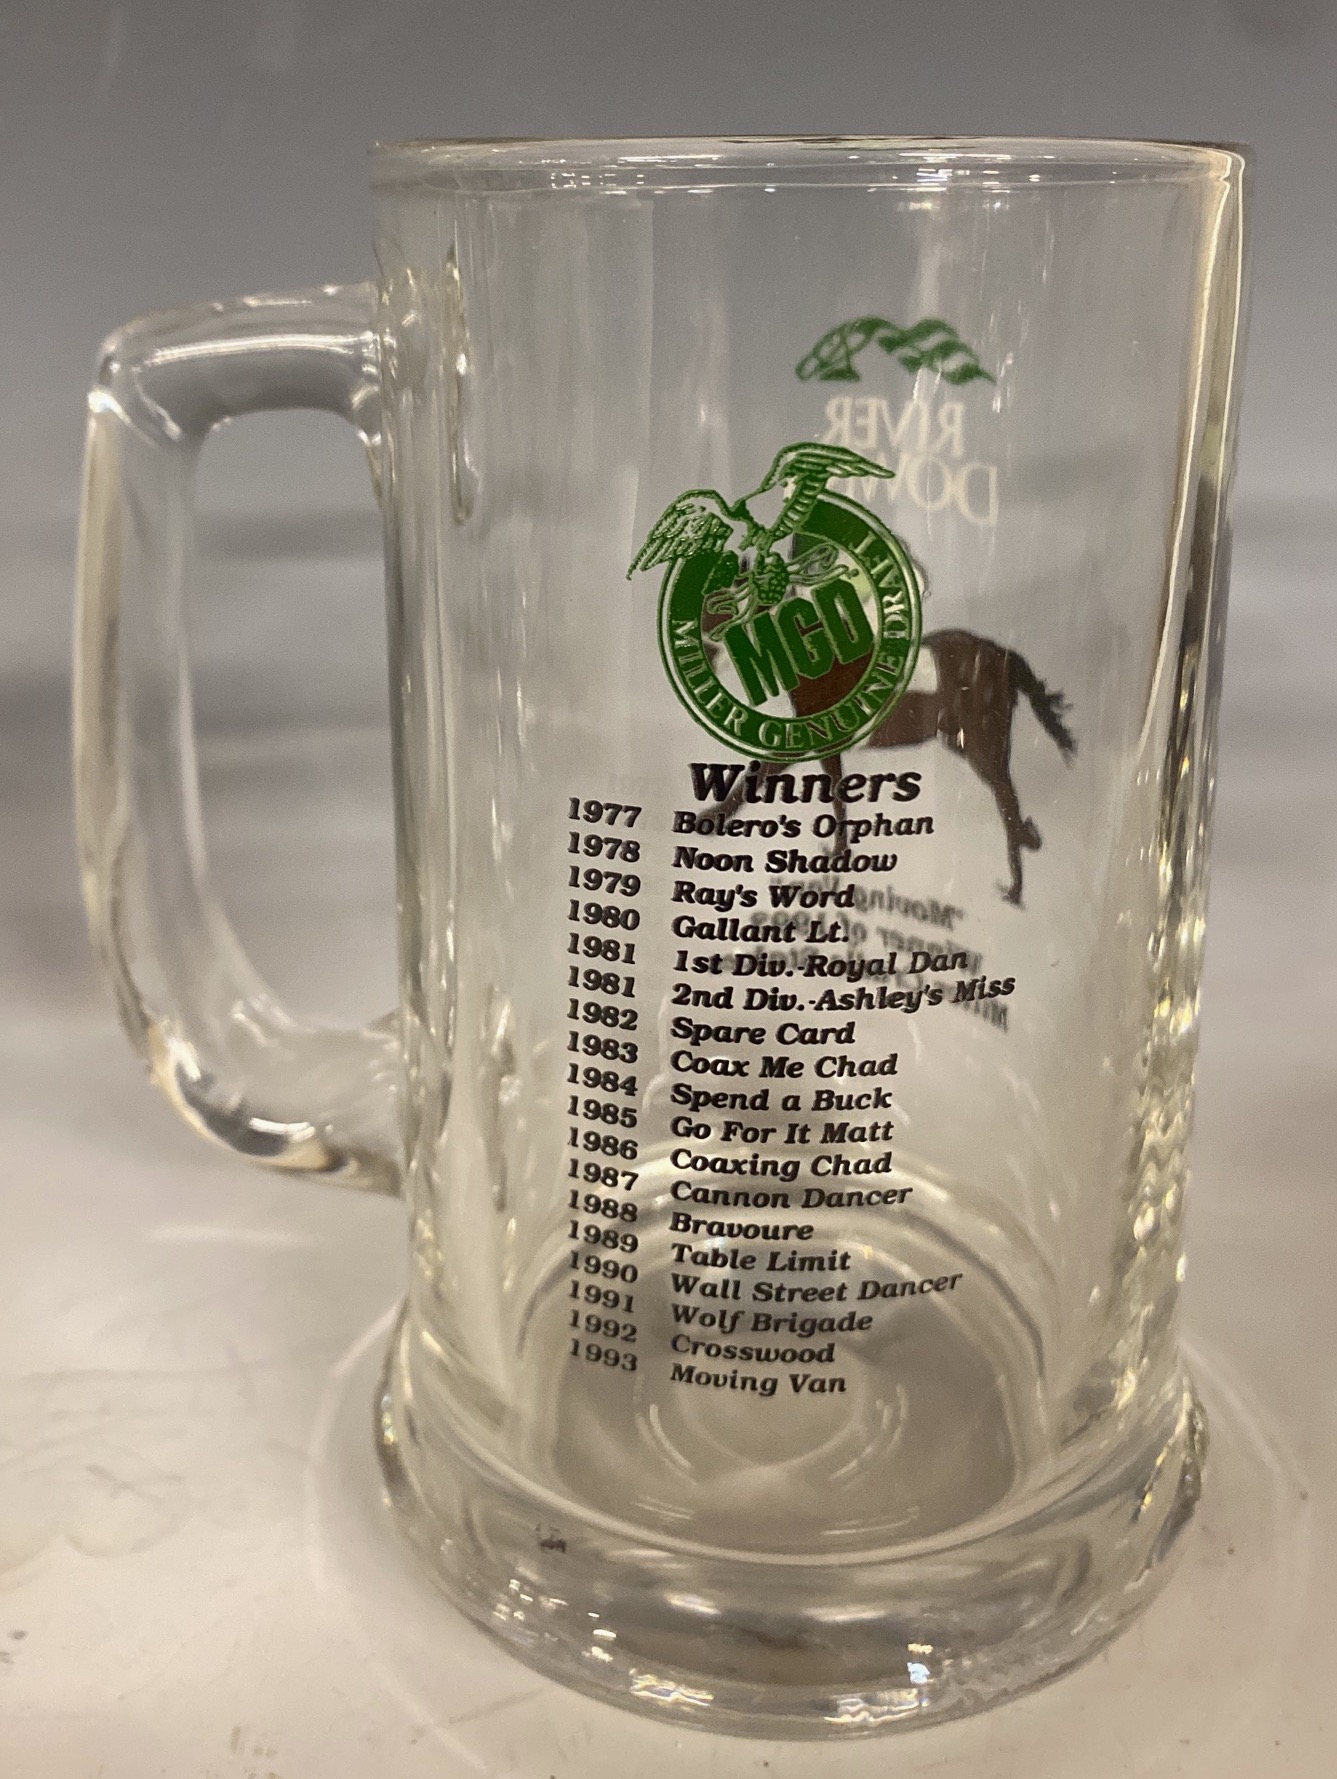 RIVER
DOW
MGD
MILLER GENUINE DRAFT
Winners
1977 Bolero's Orphan
1978 Noon Shadow
1979 Ray's Word
1980 Gallant Lt.
1981 1st Div.-Royal Dan
1981 2nd Div.-Ashley's Miss
1982 Spare Card
1983 Coax Me Chad
1984 Spend a Buck
1985 Go For It Matt
1986 Coaxing Chad
1987 Cannon Dancer
1988 Bravoure
1989 Table Limit
1990 Wall Street Dancer
1991 Wolf Brigade
1992 Crosswood
1993 Moving Van